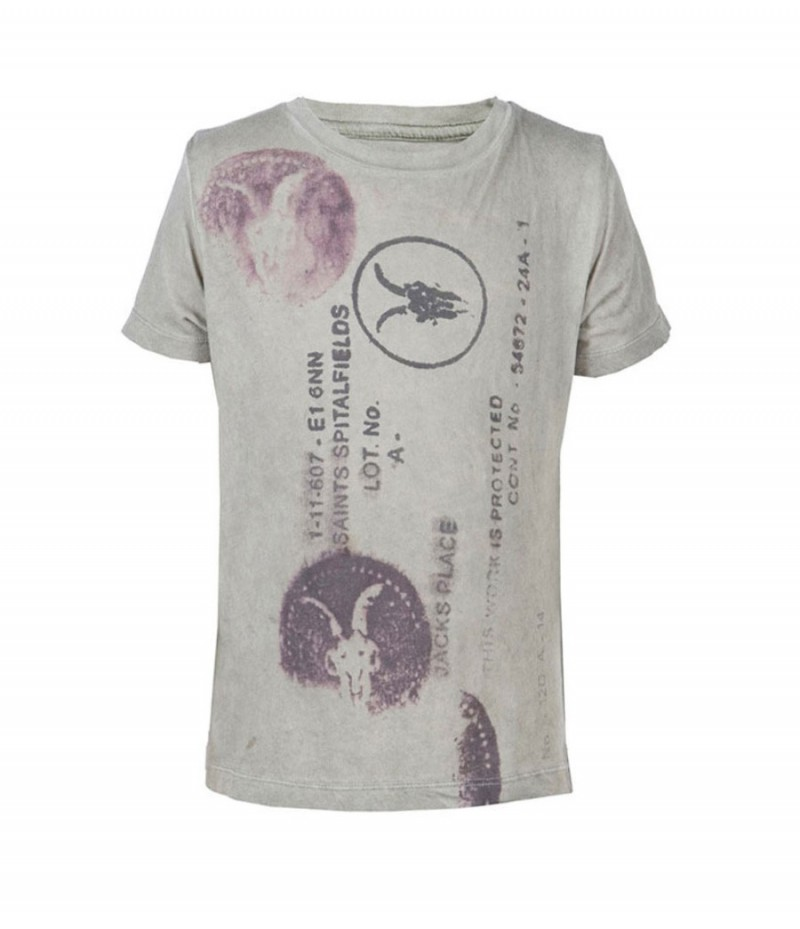 1-11-607 - E1 6NN
SAINTS SPITALFIELDS
LOT. No.
A -
JACKS PLACE
THIS WORK IS PROTECTED
CONT No - 54672 - 24A - 1